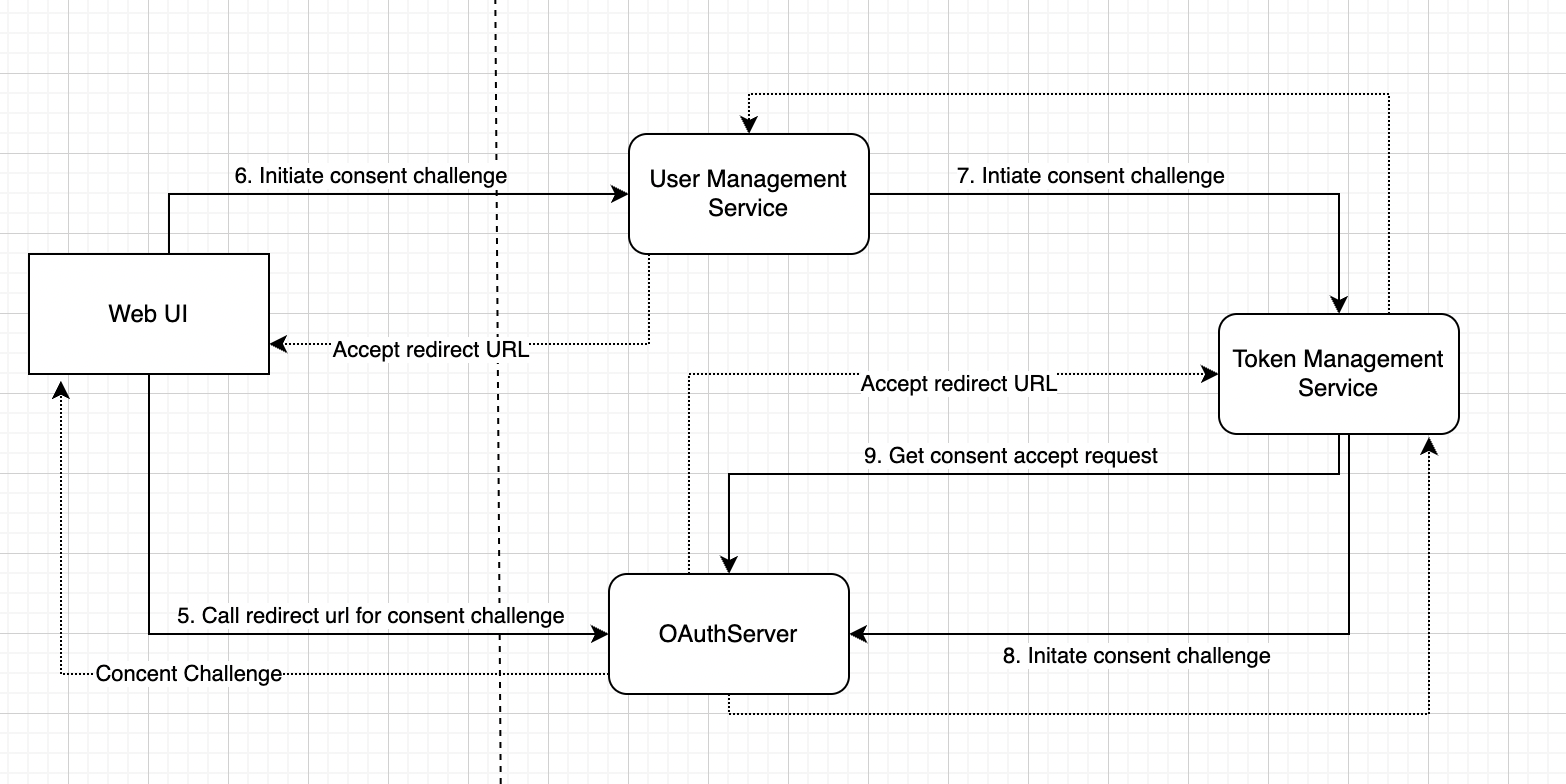 6. Initiate consent challenge
User Management
Service
7. Intiate consent challenge
Web UI
Accept redirect URL
Token Management
Service
Accept redirect URL
9. Get consent accept request
5. Call redirect url for consent challenge
OAuthServer
8. Initate consent challenge
Concent Challenge